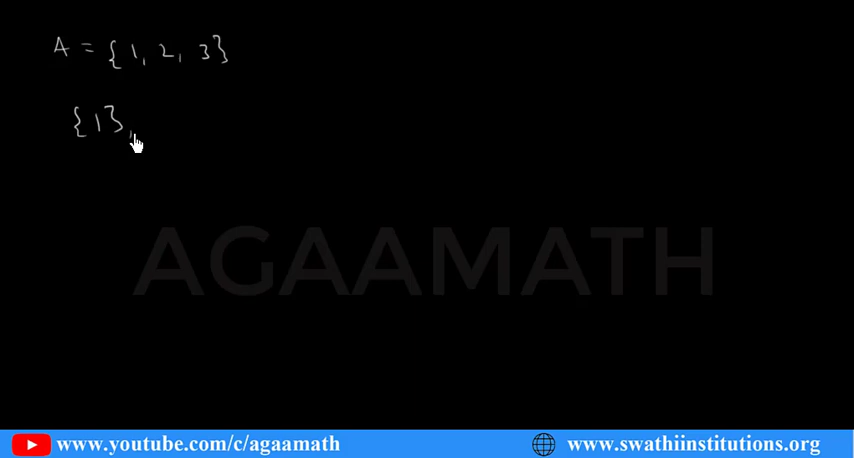 A = {1, 2, 3}
{1},
AGAAMATH
www.youtube.com/c/agaamath
www.swathiinstitutions.org